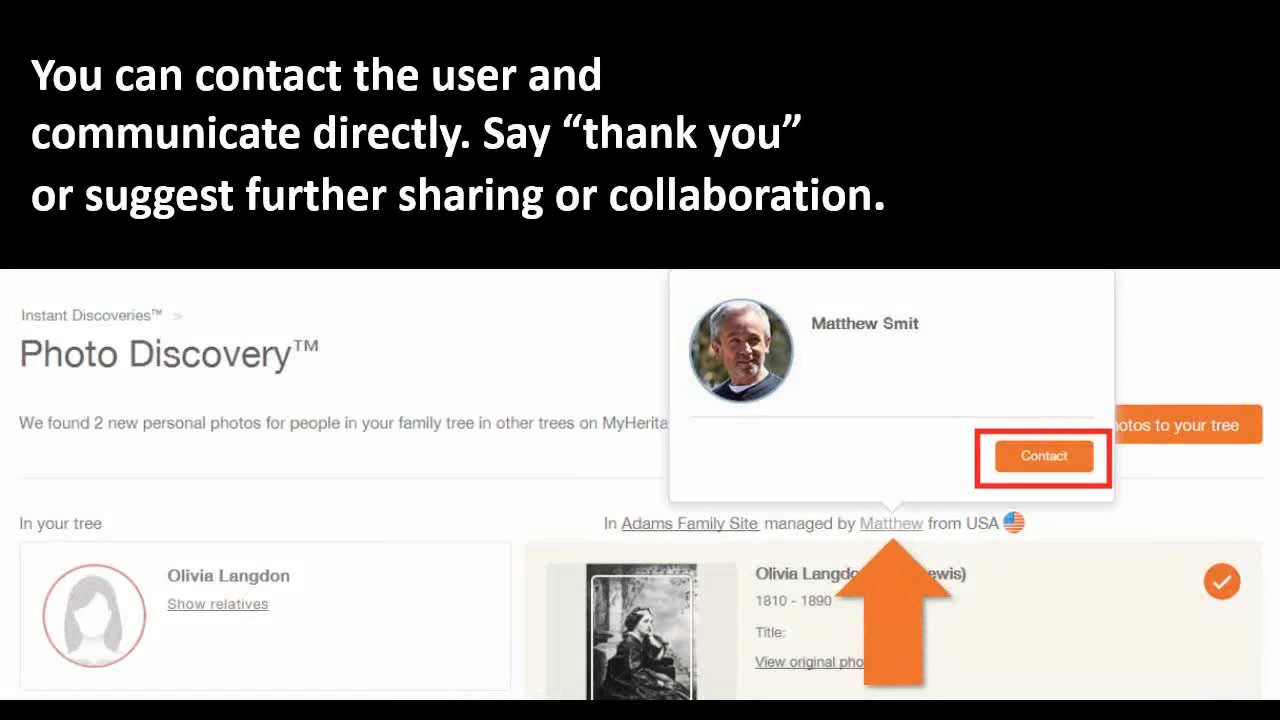 You can contact the user and
communicate directly. Say “thank you”
or suggest further sharing or collaboration.
Instant Discoveries™ >
Photo Discovery™
We found 2 new personal photos for people in your family tree in other trees on MyHerita
Matthew Smit
Contact
otos to your tree
In your tree
In Adams Family Site managed by Matthew from USA
Olivia Langdon
Show relatives
Olivia Langdo ewis)
1810 - 1890
Title:
View original pho